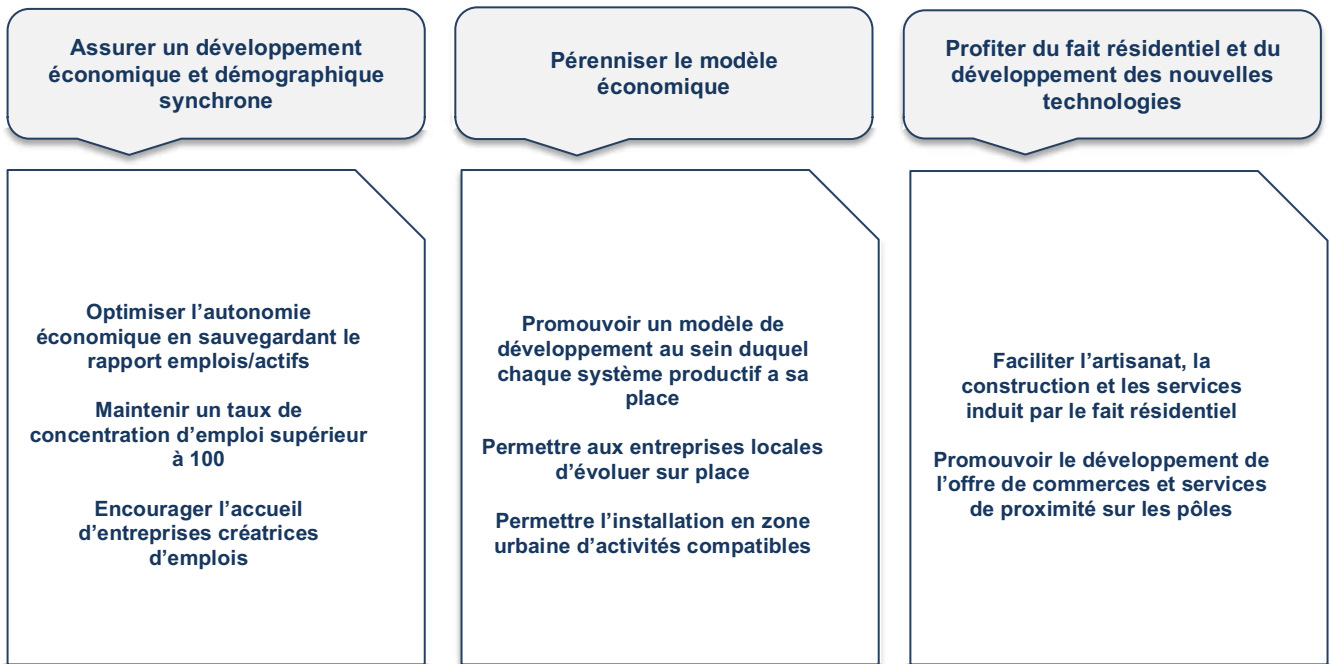 Assurer un développement
économique et démographique
synchrone
Optimiser l’autonomie
économique en sauvegardant le
rapport emplois/actifs
Maintenir un taux de
concentration d’emploi supérieur
à 100
Encourager l’accueil
d’entreprises créatrices
d’emplois
Pérenniser le modèle
économique
Promouvoir un modèle de
développement au sein duquel
chaque système productif a sa
place
Permettre aux entreprises locales
d’évoluer sur place
Permettre l’installation en zone
urbaine d’activités compatibles
Profiter du fait résidentiel et du
développement des nouvelles
technologies
Faciliter l’artisanat, la
construction et les services
induit par le fait résidentiel
Promouvoir le développement de
l’offre de commerces et services
de proximité sur les pôles